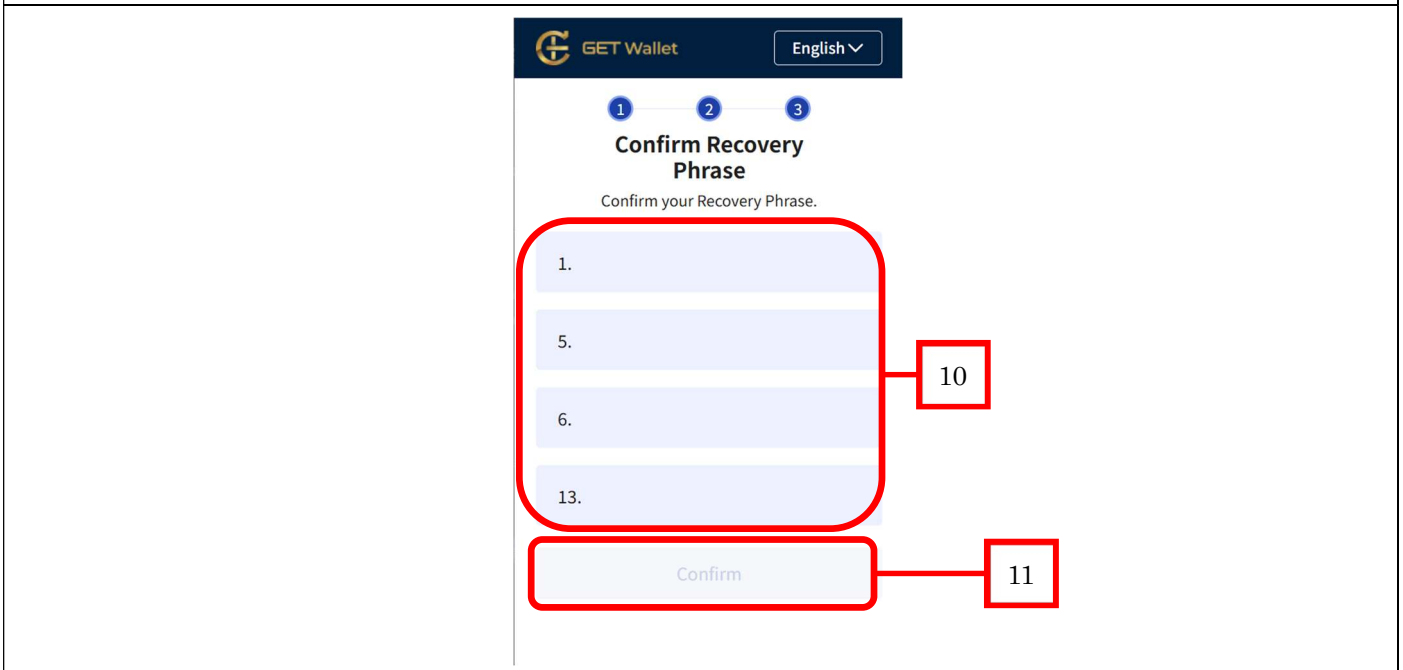 GET Wallet
English
1 2 3
Confirm Recovery
Phrase
Confirm your Recovery Phrase.
1.
5.
10
6.
13.
Confirm
11